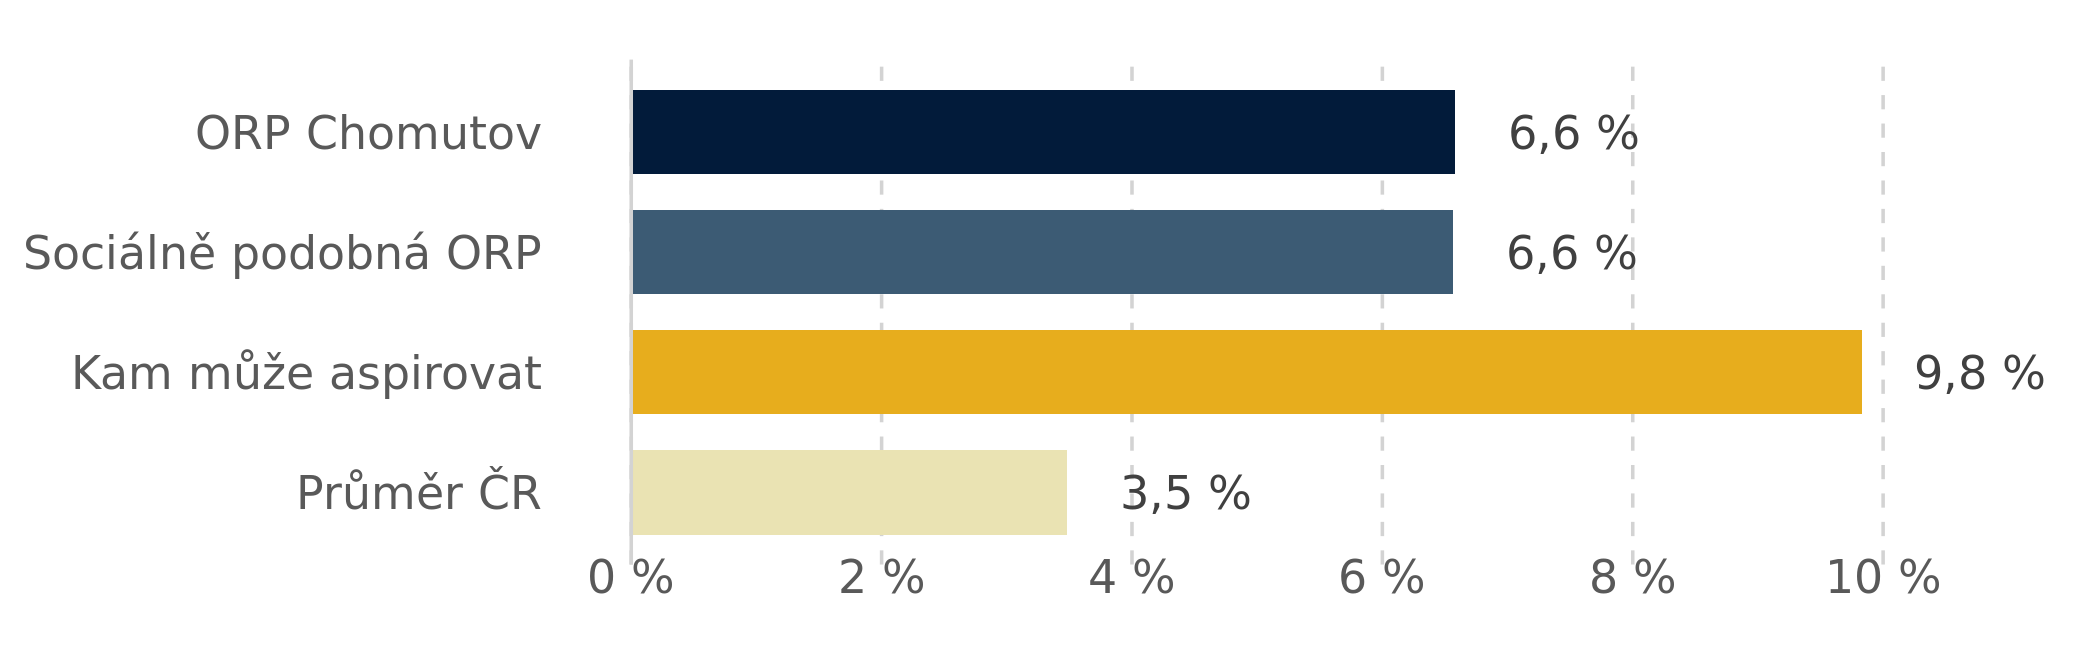 ORP Chomutov 6,6 %
Sociálně podobná ORP 6,6 %
Kam může aspirovat 9,8 %
Průměr ČR 3,5 %
0 % 2 % 4 % 6 % 8 % 10 %